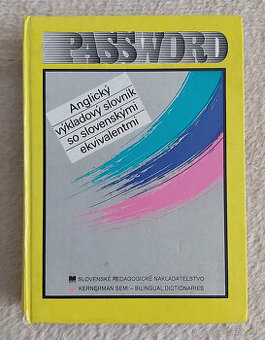 PASSWORD
Anglický
výkladový slovník
so slovenskými
ekvivalentmi
SLOVENSKÉ PEDAGOGICKÉ NAKLADATEĽSTVO
KERNERMAN SEMI – BILINGUAL DICTIONARIES